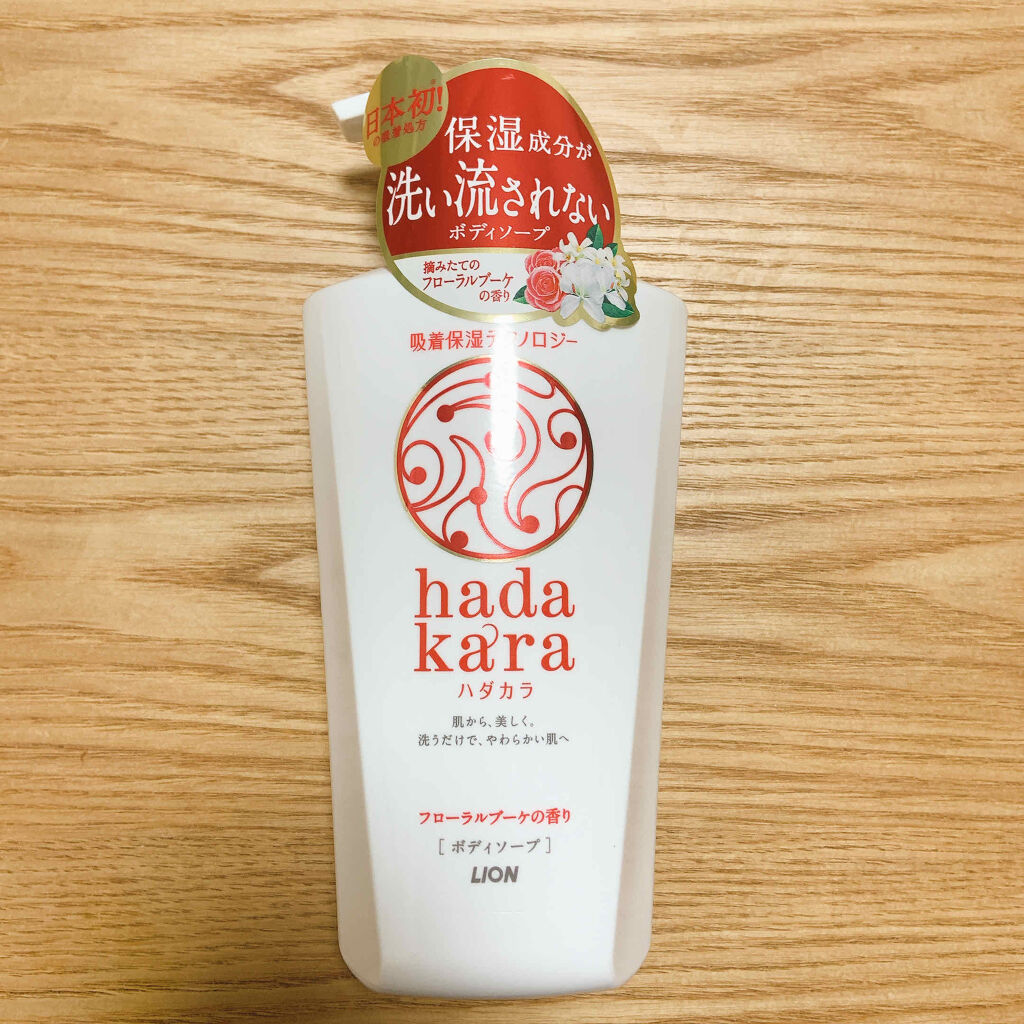 日本初!
の吸着処方
保湿成分が
洗い流されない
ボディソープ
摘みたての
フローラルブーケ
の香り
吸着保湿テクノロジー
hada
kara
ハダカラ
肌から、美しく。
洗うだけで、やわらかい肌へ
フローラルブーケの香り
[ボディソープ]
LION